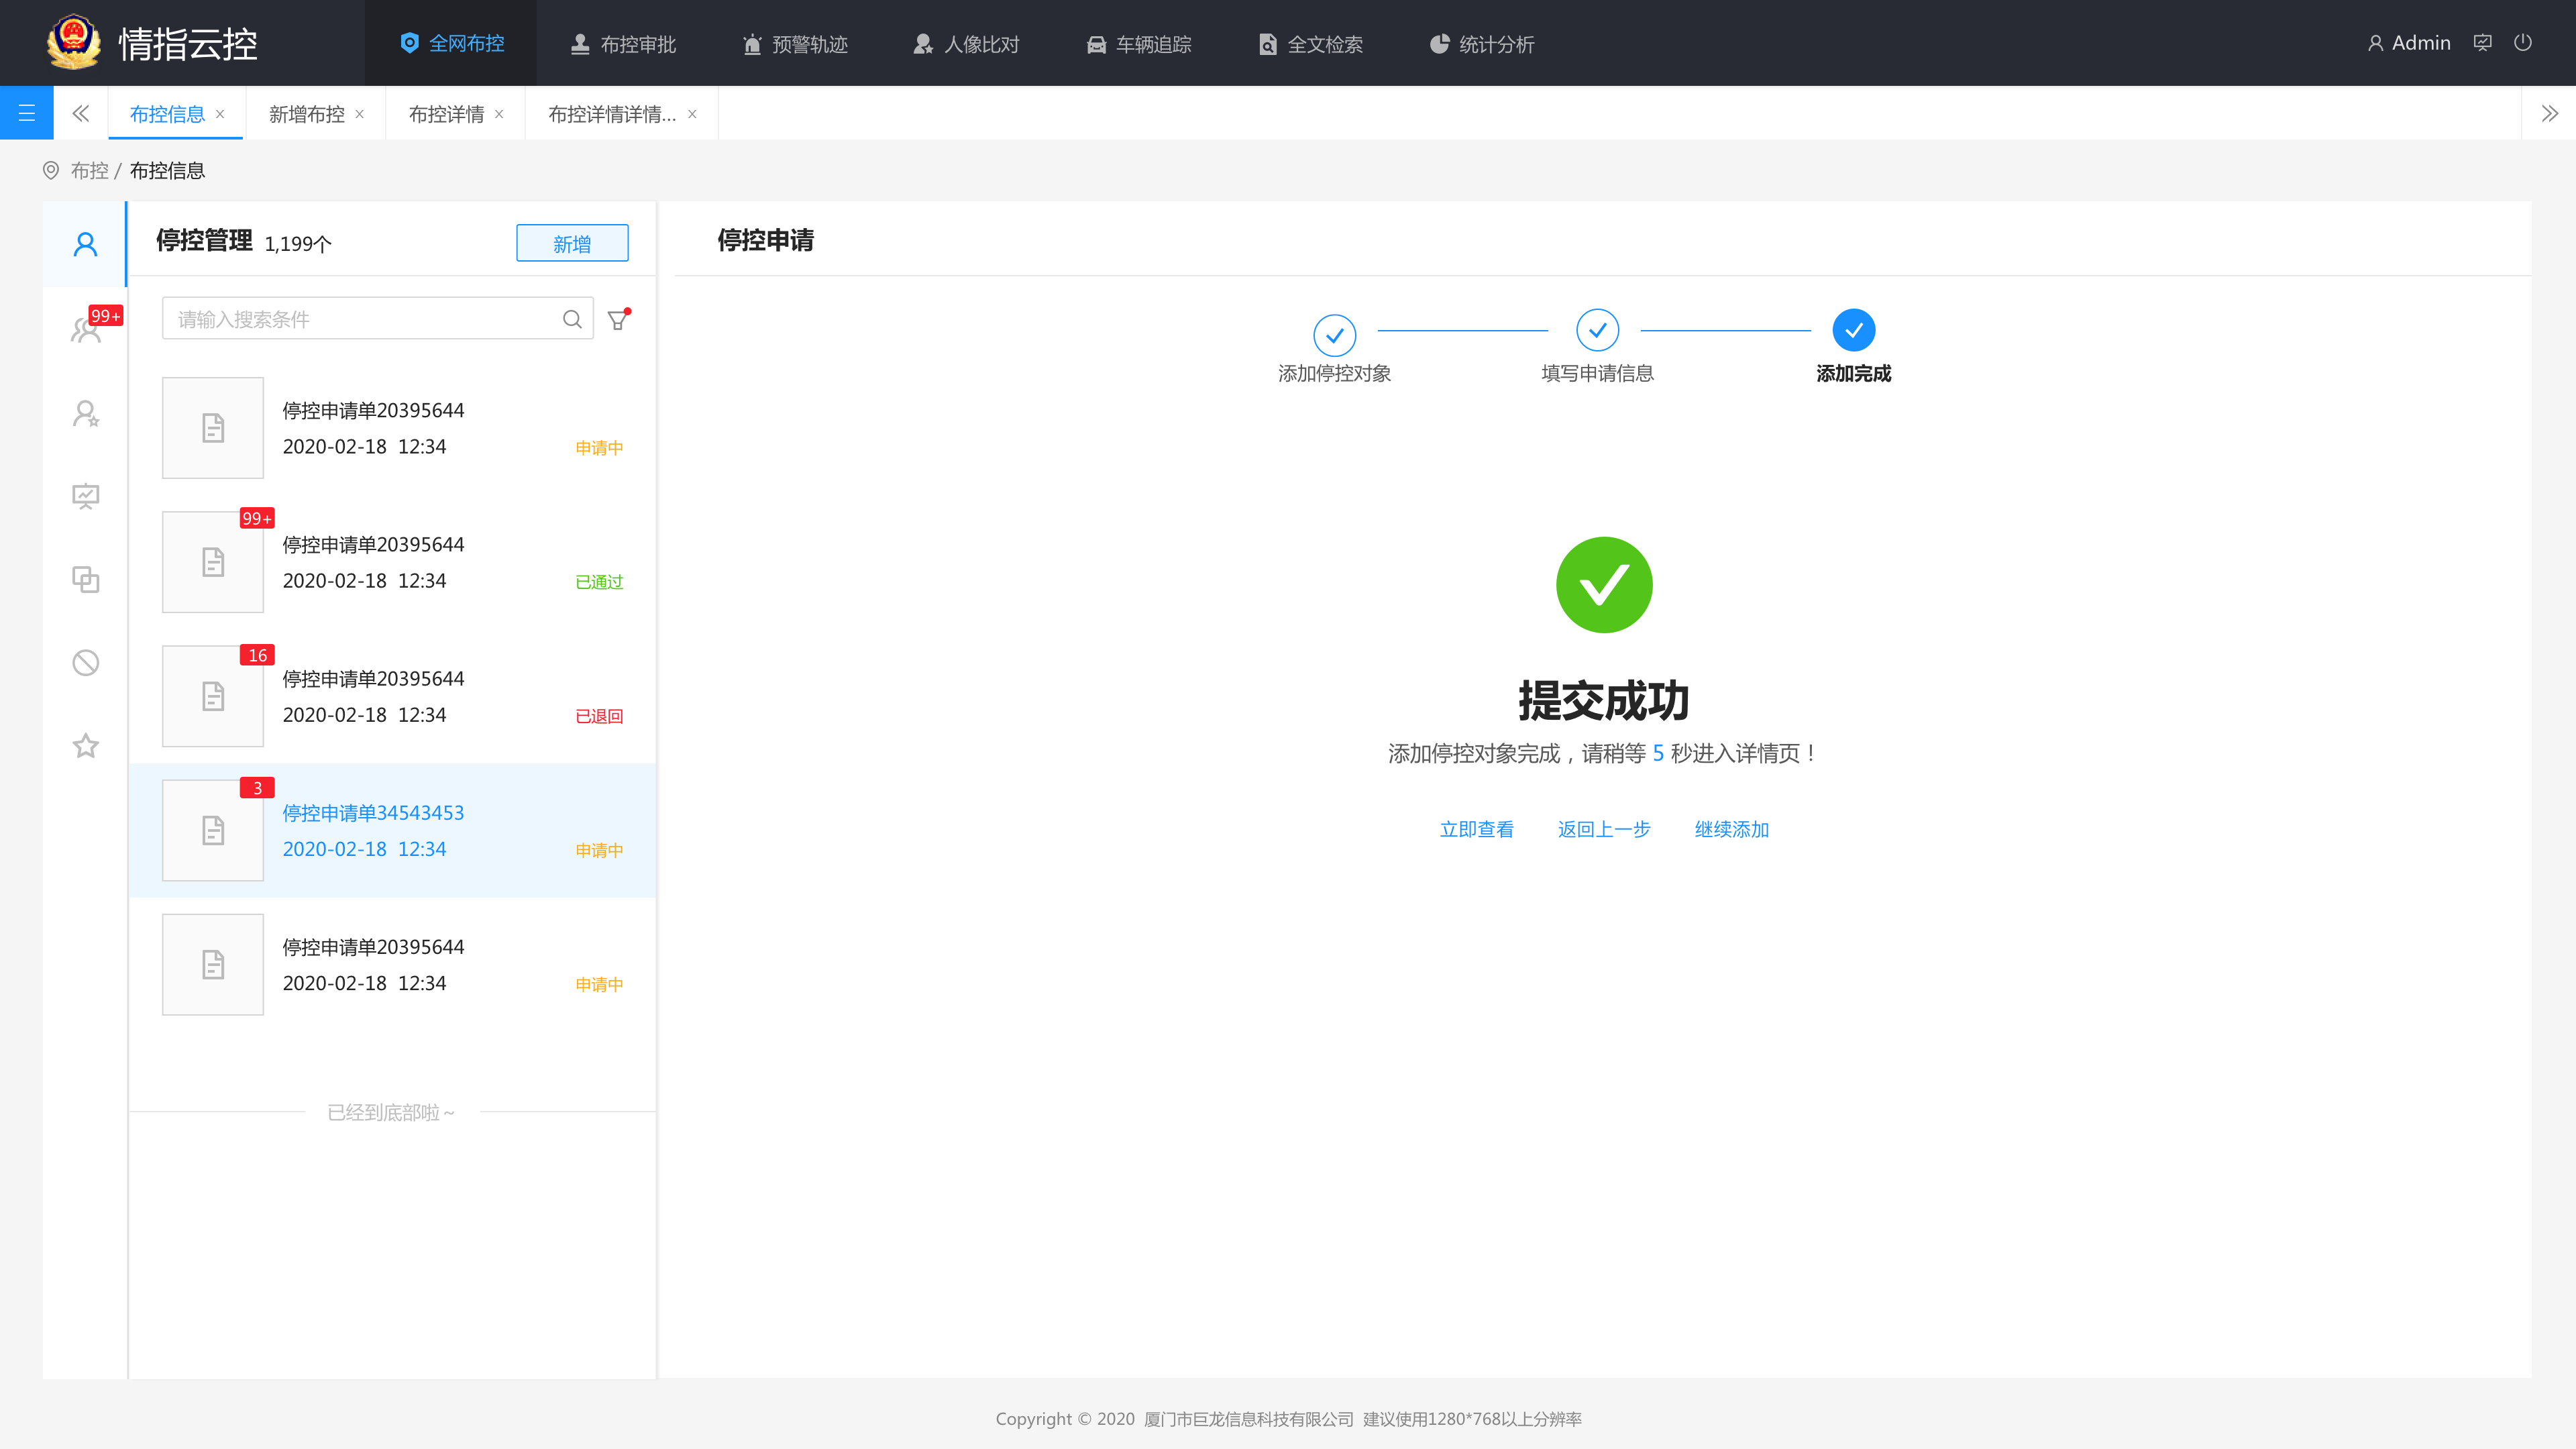 情指云控
全网布控
布控审批
预警轨迹
人像比对
车辆追踪
全文检索
统计分析
Admin
布控信息
新增布控
布控详情
布控详情详情...
布控 / 布控信息
停控管理 1,199个
新增
停控申请
99+
请输入搜索条件
添加停控对象
填写申请信息
添加完成
停控申请单20395644
2020-02-18 12:34
申请中
99+
停控申请单20395644
2020-02-18 12:34
已通过
16
停控申请单20395644
2020-02-18 12:34
已退回
3
停控申请单34543453
2020-02-18 12:34
申请中
停控申请单20395644
2020-02-18 12:34
申请中
已经到底部啦~
提交成功
添加停控对象完成，请稍等 5 秒进入详情页！
立即查看
返回上一步
继续添加
Copyright © 2020 厦门市巨龙信息科技有限公司 建议使用1280*768以上分辨率